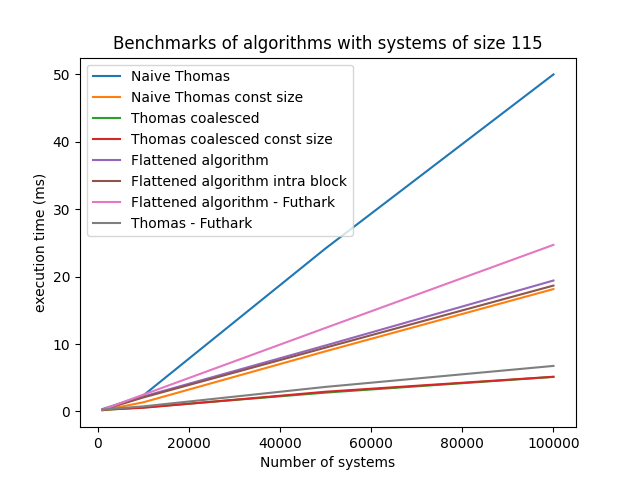 Benchmarks of algorithms with systems of size 115
Naive Thomas
Naive Thomas const size
Thomas coalesced
Thomas coalesced const size
Flattened algorithm
Flattened algorithm intra block
Flattened algorithm - Futhark
Thomas - Futhark
execution time (ms)
50
40
30
20
10
0
0 20000 40000 60000 80000 100000
Number of systems